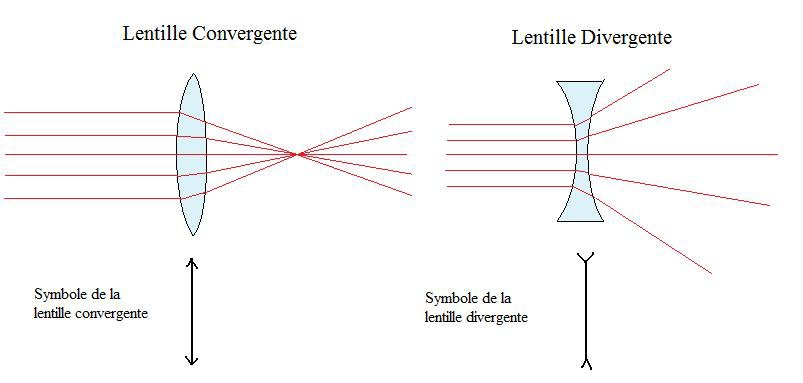 Lentille Convergente
Lentille Divergente
Symbole de la
lentille convergente
Symbole de la
lentille divergente